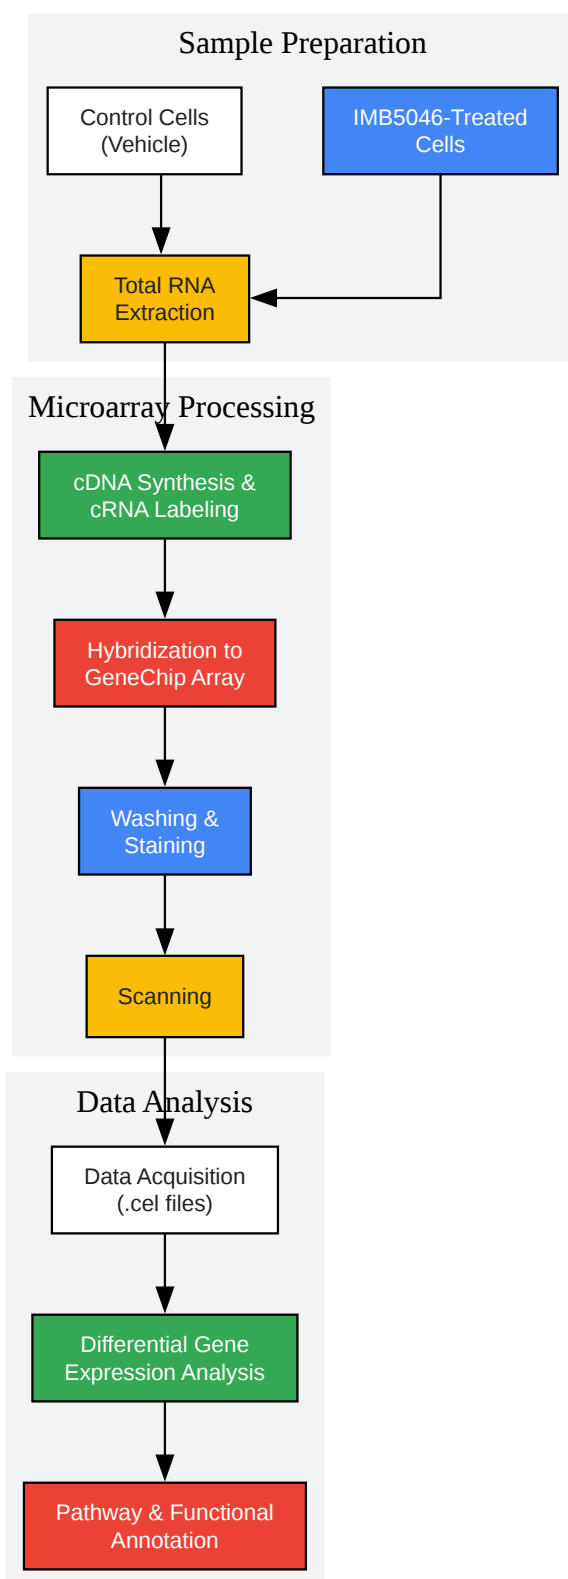 Sample Preparation
Control Cells
(Vehicle)
IMB5046-Treated
Cells
Total RNA
Extraction
Microarray Processing
cDNA Synthesis &
cRNA Labeling
Hybridization to
GeneChip Array
Washing &
Staining
Scanning
Data Analysis
Data Acquisition
(.cel files)
Differential Gene
Expression Analysis
Pathway & Functional
Annotation